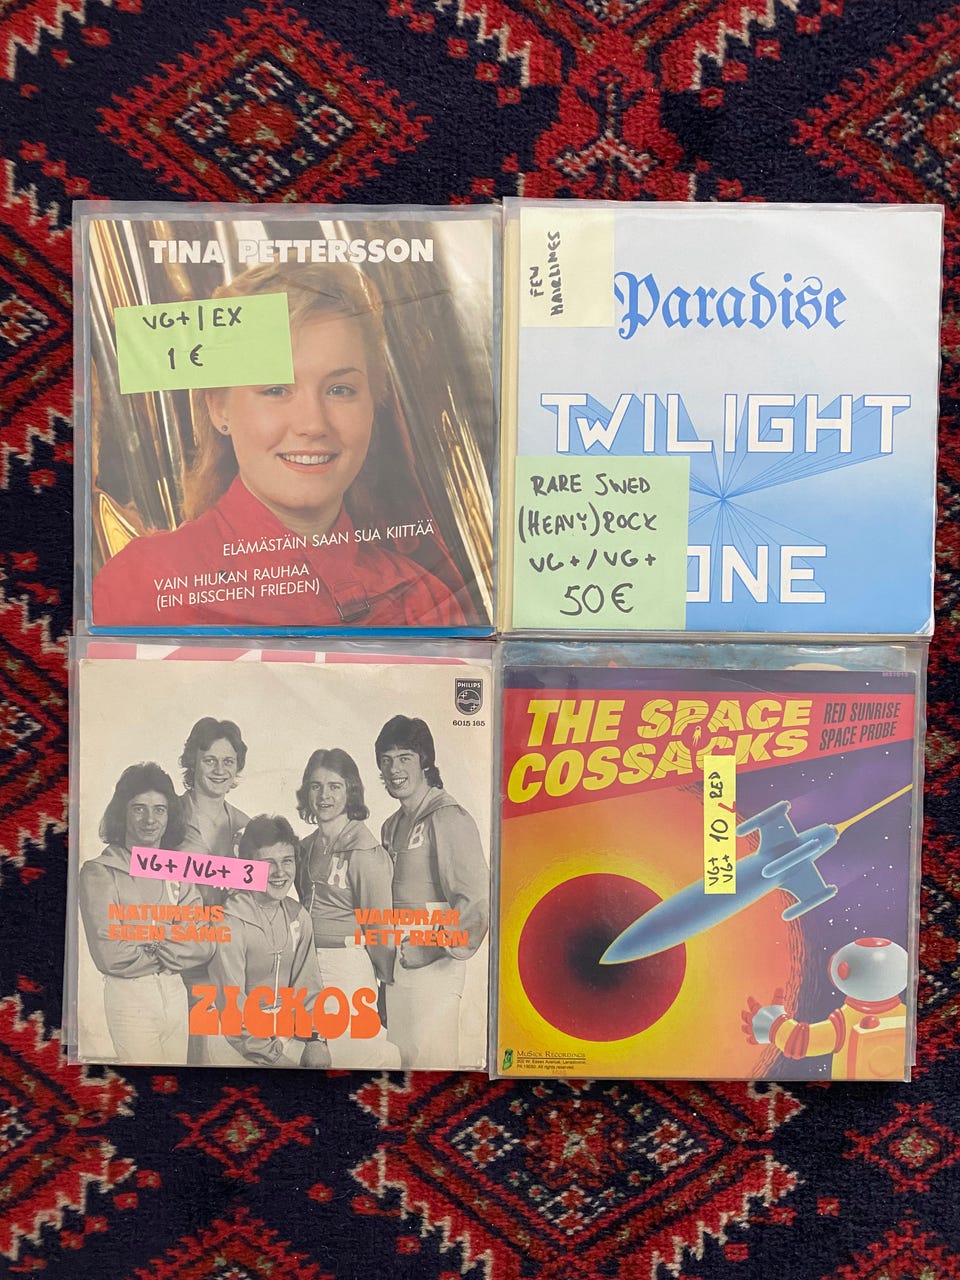 TINA PETTERSSON
VG+ / EX
1 €
ELÄMÄSTÄIN SAAN SUA KIITTÄÄ
VAIN HIUKAN RAUHAA
(EIN BISSCHEN FRIEDEN)
FEW
HAIRLINES
Paradise
TWILIGHT
ONE
RARE SWED
(HEAVY) ROCK
VG+/VG+
50 €
PHILIPS
6015 165
VG+/VG+ 3
NATURENS
EGEN SÅNG
VANDRAR
I ETT REGN
ZICKOS
THE SPACE
COSSACKS
RED SUNRISE
SPACE PROBE
VG+
VG+ 10 / RED
MUSICK RECORDINGS